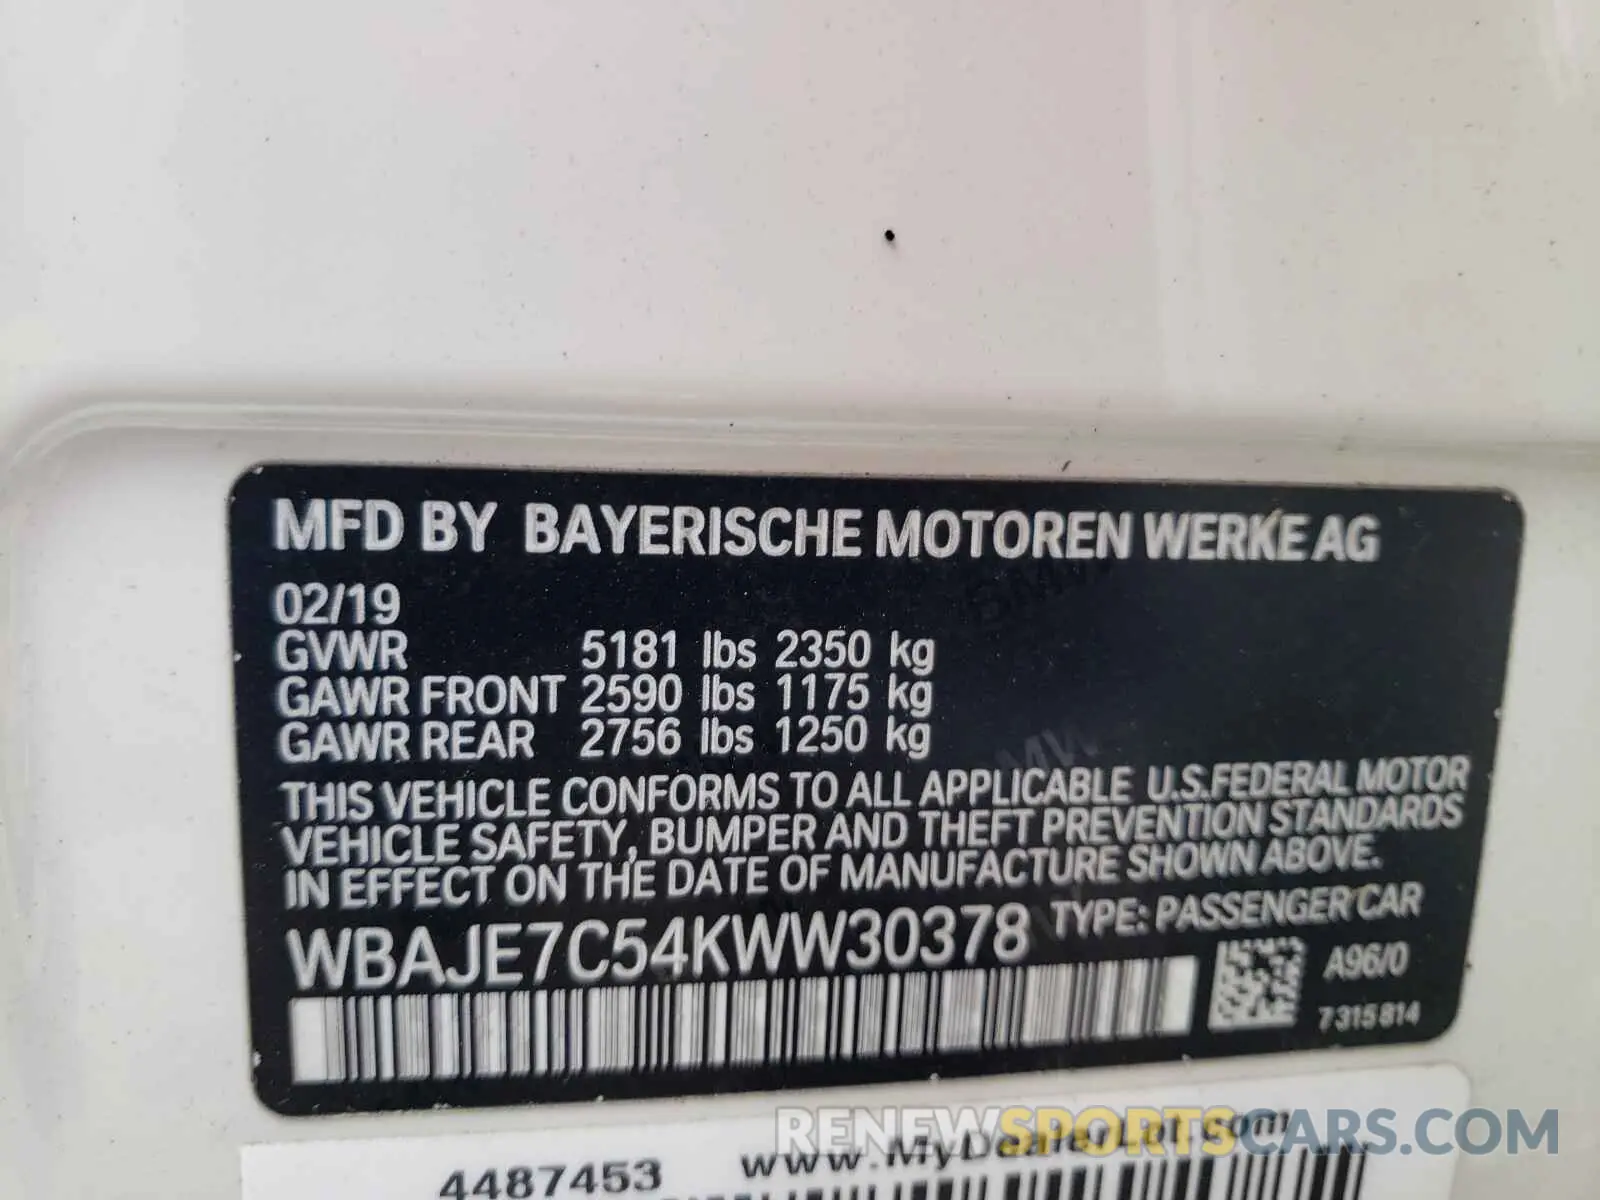 MFD BY BAYERISCHE MOTOREN WERKE AG
02/19
GVWR 5181 lbs 2350 kg
GAWR FRONT 2590 lbs 1175 kg
GAWR REAR 2756 lbs 1250 kg
THIS VEHICLE CONFORMS TO ALL APPLICABLE U.S.FEDERAL MOTOR
VEHICLE SAFETY, BUMPER AND THEFT PREVENTION STANDARDS
IN EFFECT ON THE DATE OF MANUFACTURE SHOWN ABOVE.
WBAJE7C54KWW30378 TYPE: PASSENGER CAR
A96/0
7315814
RENEWSPORTSCARS.COM
4487453 www.MyDealerLot.com